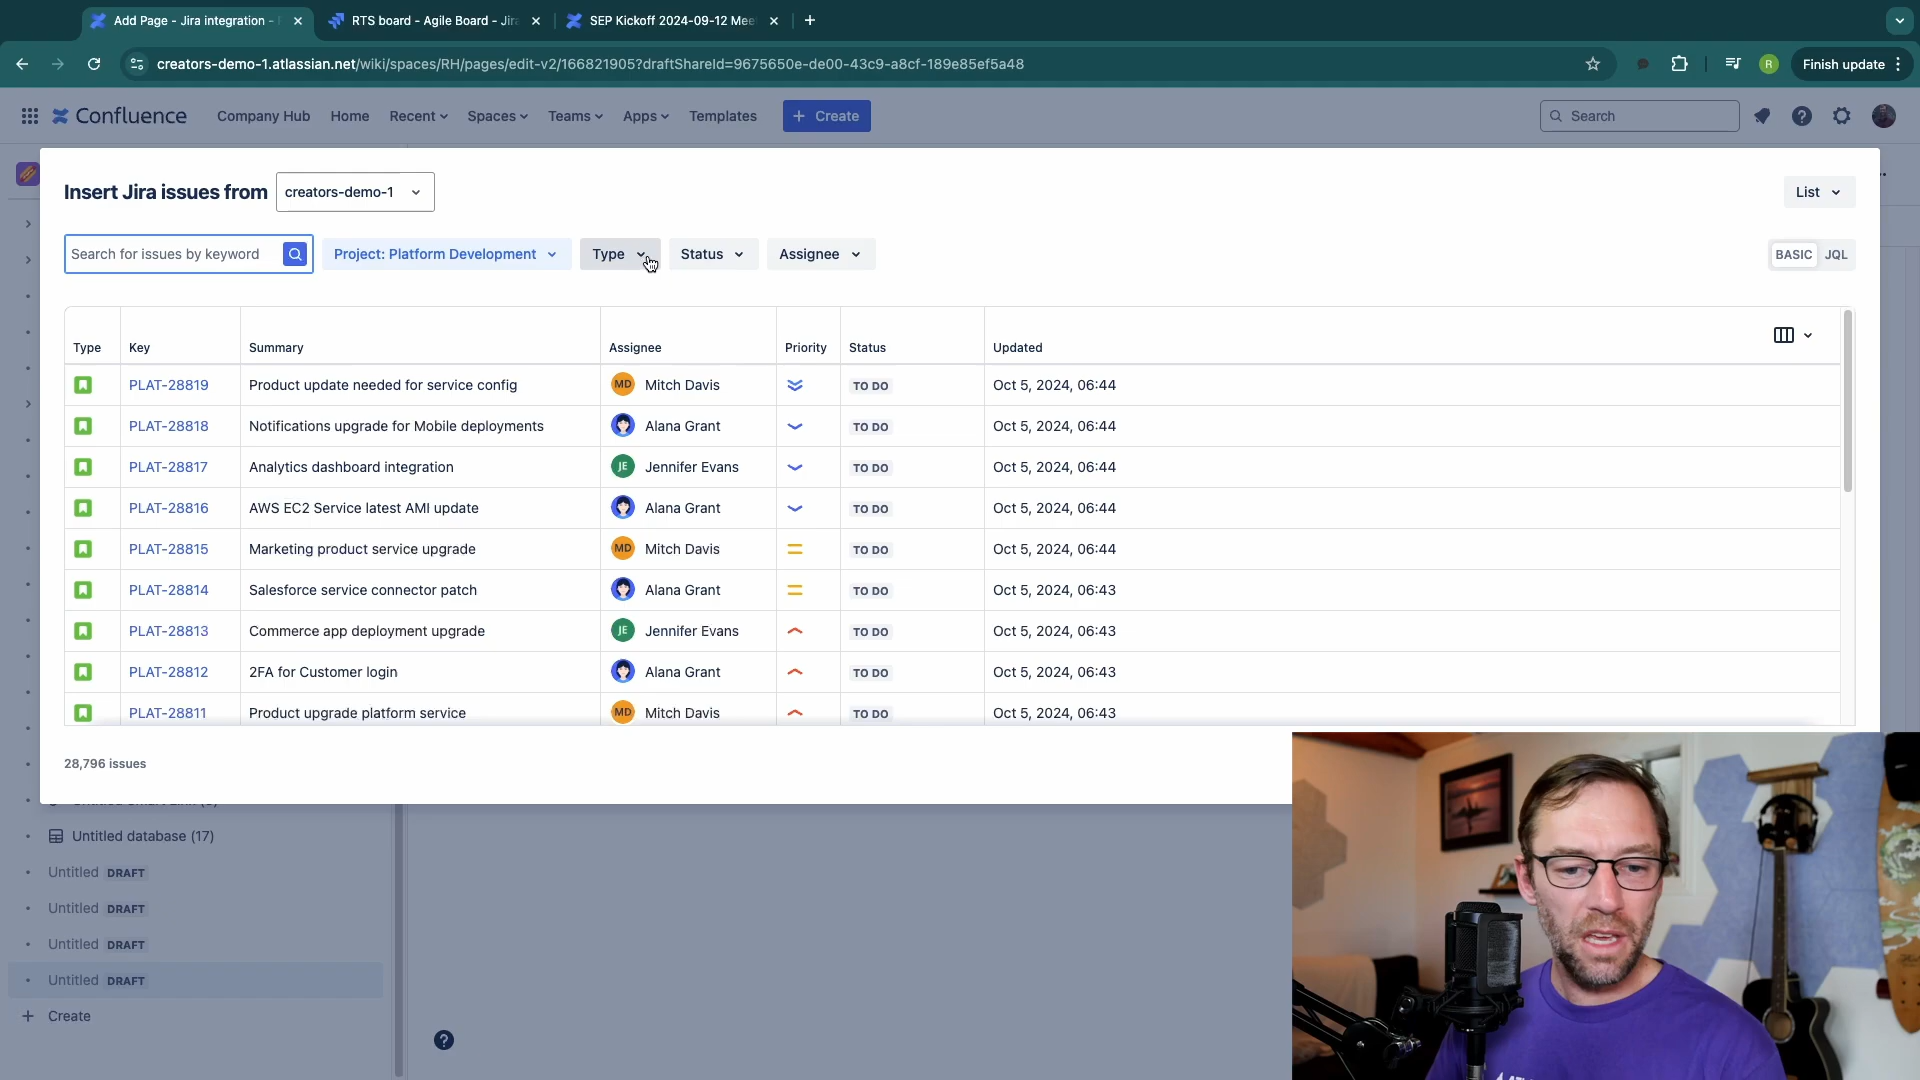 Add Page - Jira integration -
RTS board - Agile Board - Jira
SEP Kickoff 2024-09-12 Mee
creators-demo-1.atlassian.net/wiki/spaces/RH/pages/edit-v2/166821905?draftShareId=9675650e-de00-43c9-a8cf-189e85ef5a48
R
Finish update
Confluence
Company Hub
Home
Recent
Spaces
Teams
Apps
Templates
Create
Search
Insert Jira issues from
creators-demo-1
List
Search for issues by keyword
Project: Platform Development
Type
Status
Assignee
BASIC
JQL
Type Key Summary Assignee Priority Status Updated
PLAT-28819 Product update needed for service config MD Mitch Davis TO DO Oct 5, 2024, 06:44
PLAT-28818 Notifications upgrade for Mobile deployments Alana Grant TO DO Oct 5, 2024, 06:44
PLAT-28817 Analytics dashboard integration JE Jennifer Evans TO DO Oct 5, 2024, 06:44
PLAT-28816 AWS EC2 Service latest AMI update Alana Grant TO DO Oct 5, 2024, 06:44
PLAT-28815 Marketing product service upgrade MD Mitch Davis TO DO Oct 5, 2024, 06:44
PLAT-28814 Salesforce service connector patch Alana Grant TO DO Oct 5, 2024, 06:43
PLAT-28813 Commerce app deployment upgrade JE Jennifer Evans TO DO Oct 5, 2024, 06:43
PLAT-28812 2FA for Customer login Alana Grant TO DO Oct 5, 2024, 06:43
PLAT-28811 Product upgrade platform service MD Mitch Davis TO DO Oct 5, 2024, 06:43
28,796 issues
Untitled database (17)
Untitled DRAFT
Untitled DRAFT
Untitled DRAFT
Untitled DRAFT
Create